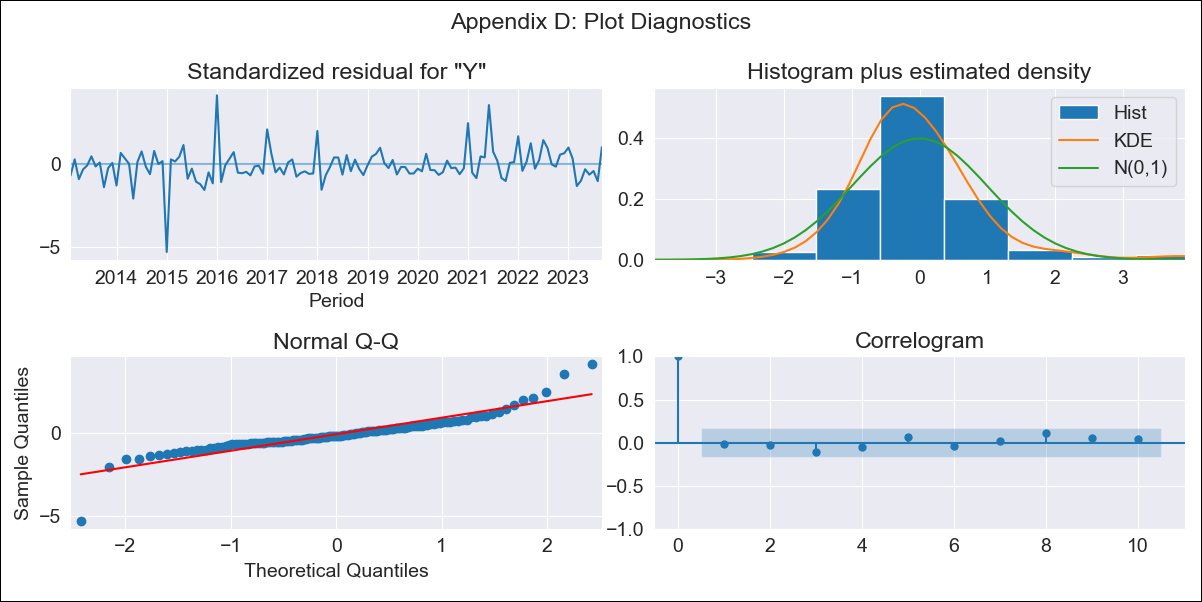 Appendix D: Plot Diagnostics
Standardized residual for "Y"
0
−5
2014 2015 2016 2017 2018 2019 2020 2021 2022 2023
Period
Histogram plus estimated density
Hist
KDE
N(0,1)
0.4
0.2
0.0
−3 −2 −1 0 1 2 3
Normal Q-Q
Sample Quantiles
0
−5
−2 −1 0 1 2
Theoretical Quantiles
Correlogram
1.0
0.5
0.0
−0.5
−1.0
0 2 4 6 8 10